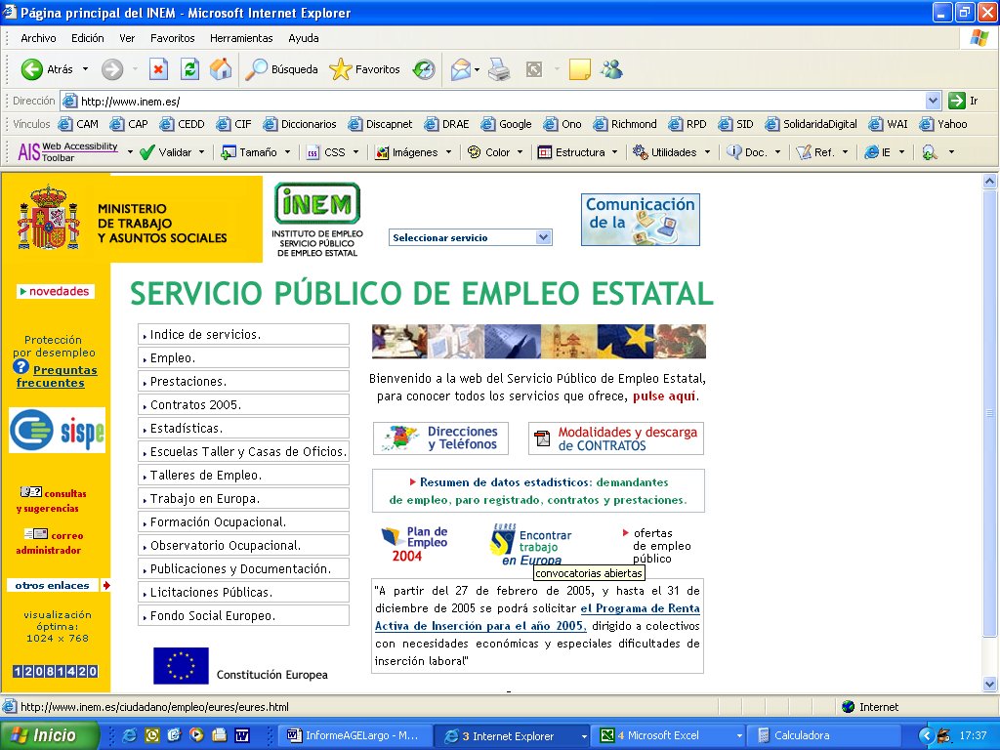 Página principal del INEM - Microsoft Internet Explorer
Archivo Edición Ver Favoritos Herramientas Ayuda
Atrás Búsqueda Favoritos
Dirección http://www.inem.es/ Ir
Vínculos CAM CAP CEDD CIF Diccionarios Discapnet DRAE Google Ono Richmond RPD SID SolidaridaDigital WAI Yahoo
AIS Web Accessibility Toolbar Validar Tamaño CSS Imágenes Color Estructura Utilidades Doc. Ref. IE
MINISTERIO
DE TRABAJO
Y ASUNTOS SOCIALES
INEM
INSTITUTO DE EMPLEO
SERVICIO PÚBLICO
DE EMPLEO ESTATAL
Seleccionar servicio
Comunicación
de la
novedades
Protección
por desempleo
Preguntas
frecuentes
sispe
consultas
y sugerencias
correo
administrador
otros enlaces
visualización
óptima:
1024 x 768
12081420
SERVICIO PÚBLICO DE EMPLEO ESTATAL
Indice de servicios.
Empleo.
Prestaciones.
Contratos 2005.
Estadísticas.
Escuelas Taller y Casas de Oficios.
Talleres de Empleo.
Trabajo en Europa.
Formación Ocupacional.
Observatorio Ocupacional.
Publicaciones y Documentación.
Licitaciones Públicas.
Fondo Social Europeo.
Constitución Europea
Bienvenido a la web del Servicio Público de Empleo Estatal,
para conocer todos los servicios que ofrece, pulse aquí.
Direcciones
y Teléfonos
Modalidades y descarga
de CONTRATOS
Resumen de datos estadísticos: demandantes
de empleo, paro registrado, contratos y prestaciones.
Plan de
Empleo
2004
EURES
Encontrar
trabajo
en Europa
ofertas
de empleo
público
convocatorias abiertas
"A partir del 27 de febrero de 2005, y hasta el 31 de
diciembre de 2005 se podrá solicitar el Programa de Renta
Activa de Inserción para el año 2005, dirigido a colectivos
con necesidades económicas y especiales dificultades de
inserción laboral"
http://www.inem.es/ciudadano/empleo/eures/eures.html Internet
Inicio InformeAGELargo - M... 3 Internet Explorer 4 Microsoft Excel Calculadora 17:37